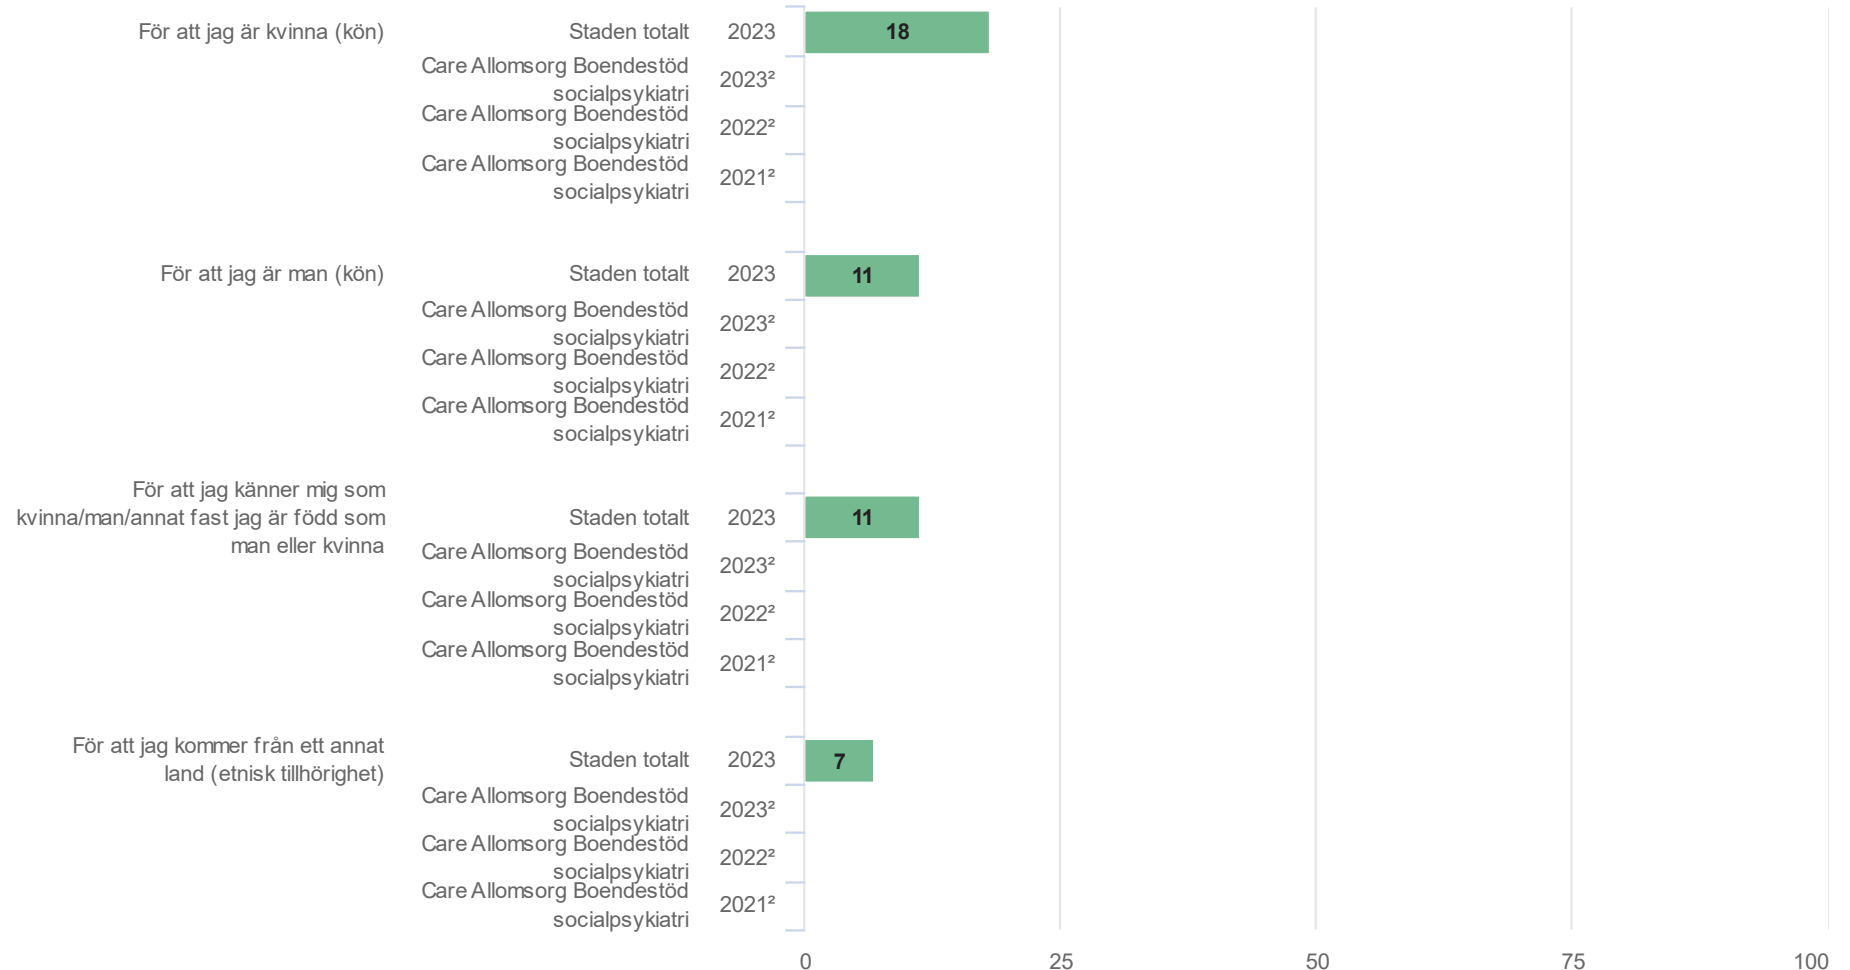 För att jag är kvinna (kön)
Staden totalt 2023 18
Care Allomsorg Boendestöd
socialpsykiatri 2023²
Care Allomsorg Boendestöd
socialpsykiatri 2022²
Care Allomsorg Boendestöd
socialpsykiatri 2021²
För att jag är man (kön)
Staden totalt 2023 11
Care Allomsorg Boendestöd
socialpsykiatri 2023²
Care Allomsorg Boendestöd
socialpsykiatri 2022²
Care Allomsorg Boendestöd
socialpsykiatri 2021²
För att jag känner mig som
kvinna/man/annat fast jag är född som
man eller kvinna
Staden totalt 2023 11
Care Allomsorg Boendestöd
socialpsykiatri 2023²
Care Allomsorg Boendestöd
socialpsykiatri 2022²
Care Allomsorg Boendestöd
socialpsykiatri 2021²
För att jag kommer från ett annat
land (etnisk tillhörighet)
Staden totalt 2023 7
Care Allomsorg Boendestöd
socialpsykiatri 2023²
Care Allomsorg Boendestöd
socialpsykiatri 2022²
Care Allomsorg Boendestöd
socialpsykiatri 2021²
0 25 50 75 100